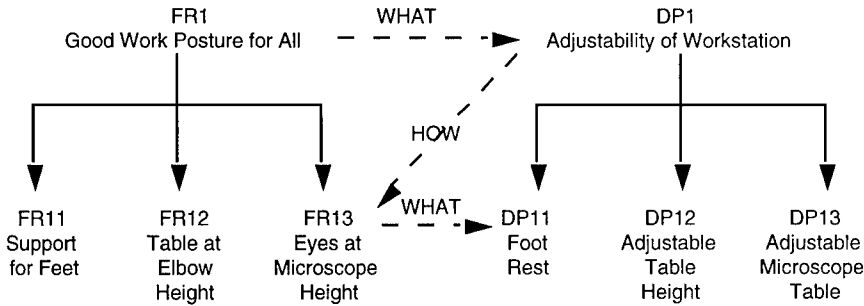 FR1
Good Work Posture for All
WHAT
DP1
Adjustability of Workstation
HOW
FR11
Support
for Feet
FR12
Table at
Elbow
Height
FR13
Eyes at
Microscope
Height
WHAT
DP11
Foot
Rest
DP12
Adjustable
Table
Height
DP13
Adjustable
Microscope
Table